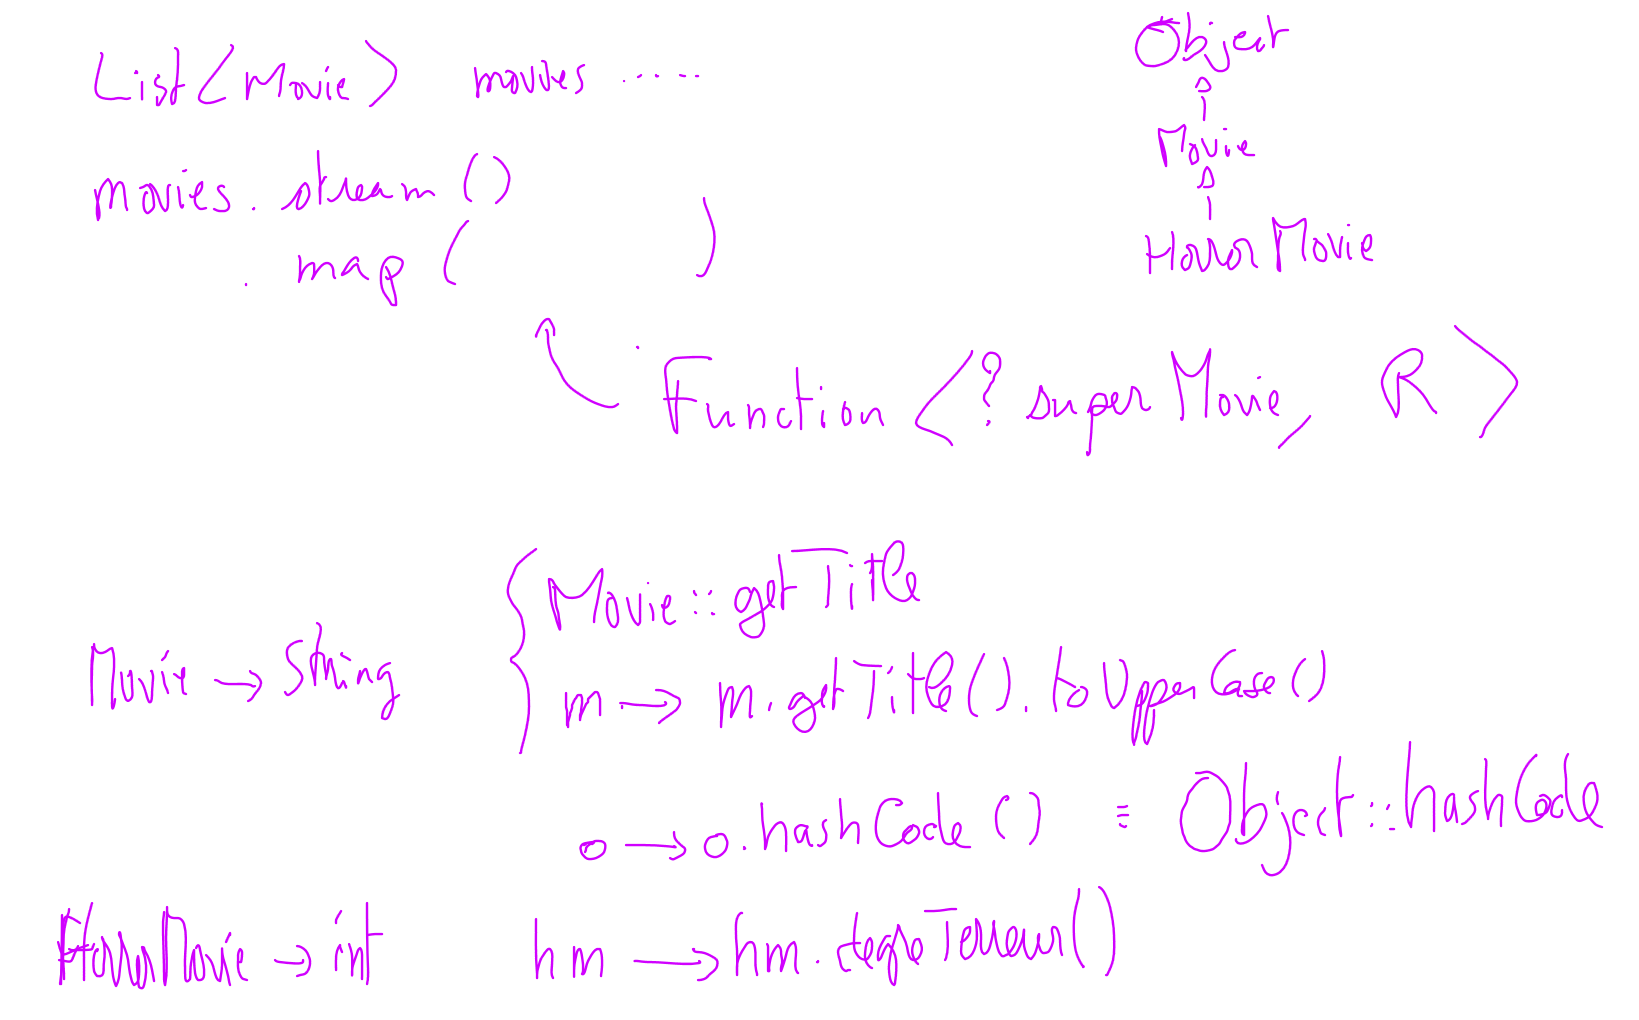 List<Movie> movies .....
movies.stream()
.map( )
Object
Movie
HorrorMovie
Function <? super Movie, R>
Movie → String
Movie::getTitle
m → m.getTitle().toUpperCase()
o → o.hashCode() ≡ Object::hashCode
HorrorMovie → int
hm → hm.degreTerreur()